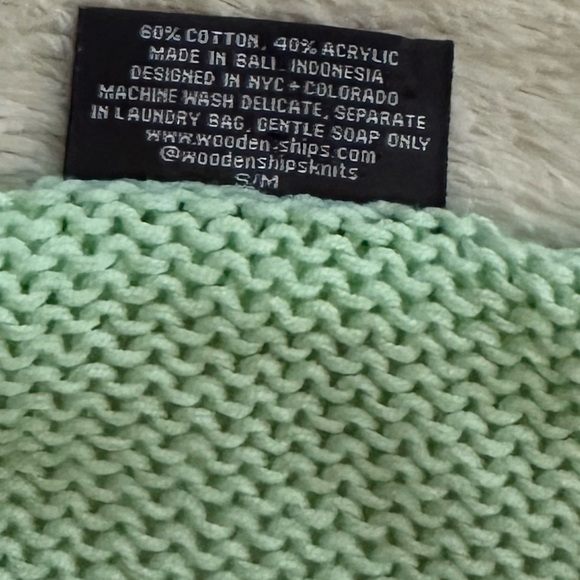 60% COTTON, 40% ACRYLIC
MADE IN BALI, INDONESIA
DESIGNED IN NYC + COLORADO
MACHINE WASH DELICATE, SEPARATE
IN LAUNDRY BAG, GENTLE SOAP ONLY
www.wooden-ships.com
@woodenshipsknits
S/M